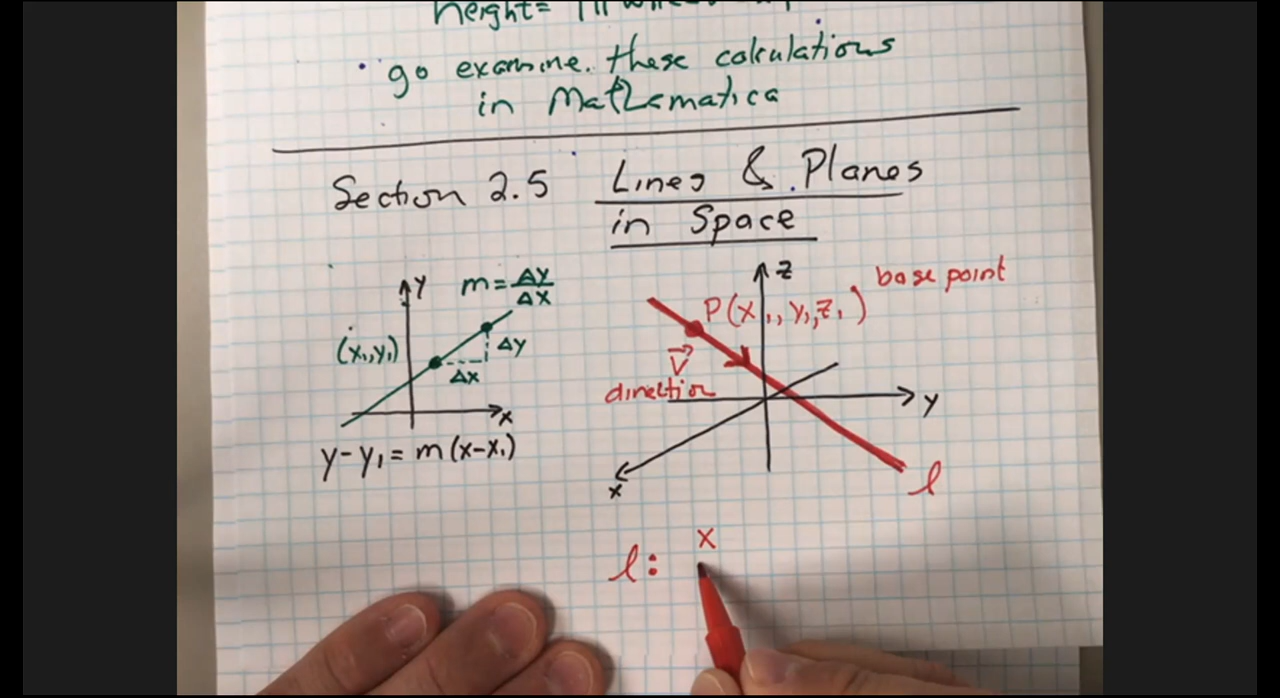 height=
• go examine these calculations
in Mathematica
Section 2.5 Lines & Planes
in Space
y
m = Δy/Δx
(x₁,y₁)
Δy
Δx
x
y-y₁ = m(x-x₁)
z
base point
P(x₁, y₁, z₁)
v⃗
direction
y
x
l
l: x